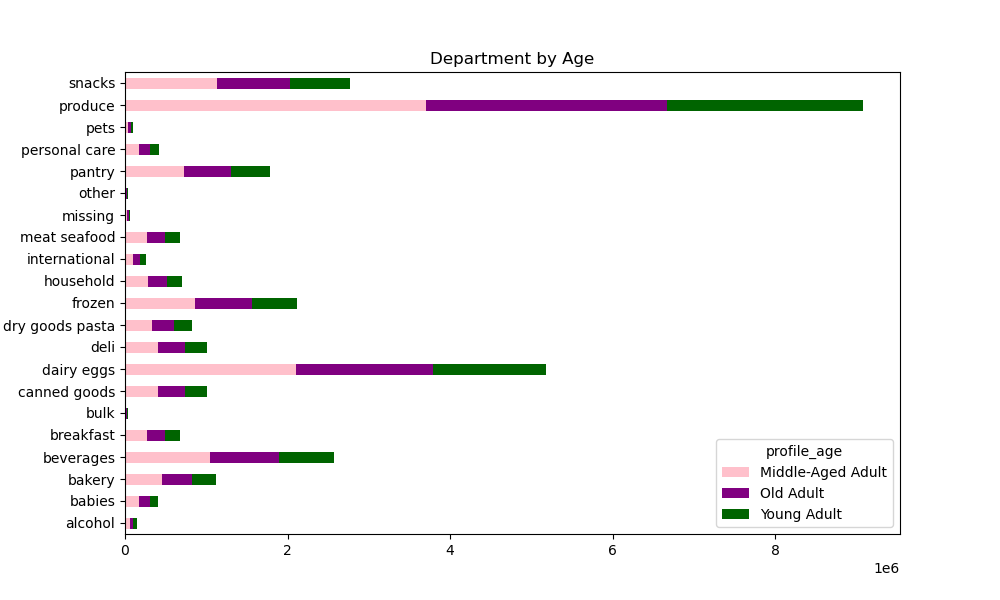 Department by Age
snacks
produce
pets
personal care
pantry
other
missing
meat seafood
international
household
frozen
dry goods pasta
deli
dairy eggs
canned goods
bulk
breakfast
beverages
bakery
babies
alcohol
profile_age
Middle-Aged Adult
Old Adult
Young Adult
0 2 4 6 8
1e6